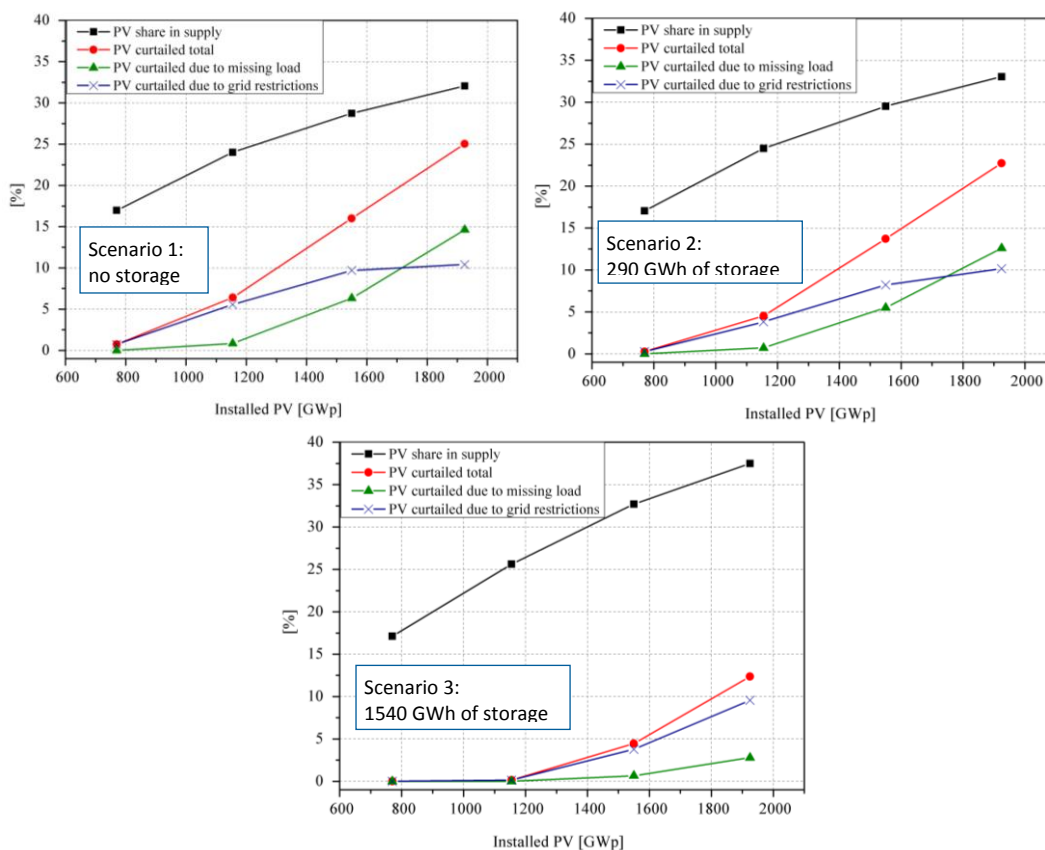 PV share in supply
PV curtailed total
PV curtailed due to missing load
PV curtailed due to grid restrictions
40
35
30
25
20
15
10
5
0
[%]
Scenario 1:
no storage
600 800 1000 1200 1400 1600 1800 2000
Installed PV [GWp]
PV share in supply
PV curtailed total
PV curtailed due to missing load
PV curtailed due to grid restrictions
40
35
30
25
20
15
10
5
0
[%]
Scenario 2:
290 GWh of storage
600 800 1000 1200 1400 1600 1800 2000
Installed PV [GWp]
PV share in supply
PV curtailed total
PV curtailed due to missing load
PV curtailed due to grid restrictions
40
35
30
25
20
15
10
5
0
[%]
Scenario 3:
1540 GWh of storage
600 800 1000 1200 1400 1600 1800 2000
Installed PV [GWp]